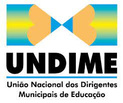 UNDIME
União Nacional dos Dirigentes
Municipais de Educação